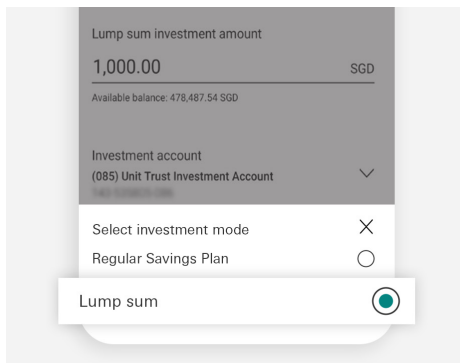 Lump sum investment amount
1,000.00 SGD
Available balance: 478,487.54 SGD
Investment account
(085) Unit Trust Investment Account
Select investment mode
Regular Savings Plan
Lump sum